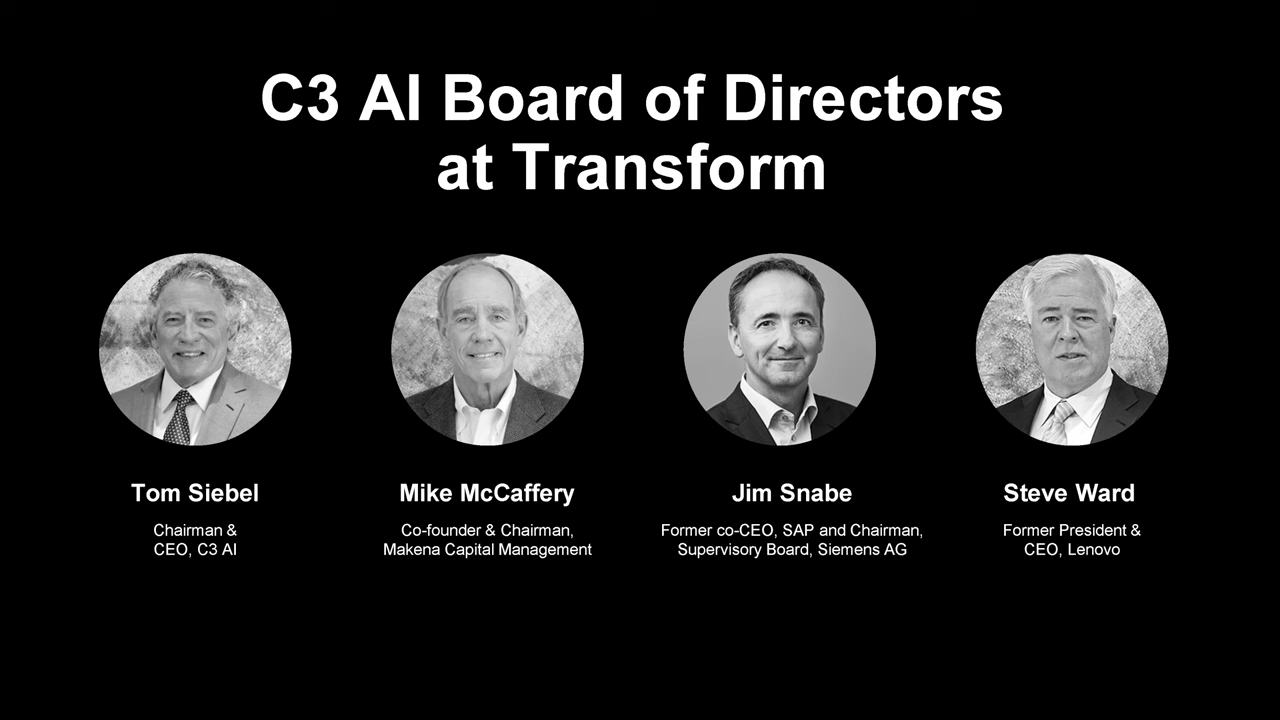 C3 AI Board of Directors
at Transform
Tom Siebel
Chairman &
CEO, C3 AI
Mike McCaffery
Co-founder & Chairman,
Makena Capital Management
Jim Snabe
Former co-CEO, SAP and Chairman,
Supervisory Board, Siemens AG
Steve Ward
Former President &
CEO, Lenovo